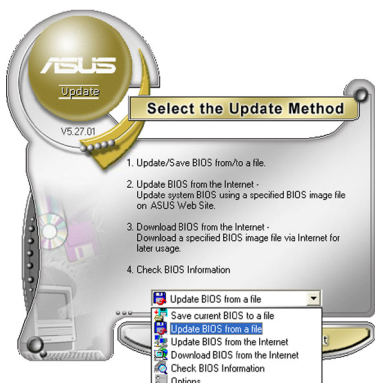 ASUS
Update
V5.27.01
Select the Update Method
1. Update/Save BIOS from/to a file.
2. Update BIOS from the Internet -
Update system BIOS using a specified BIOS image file
on ASUS Web Site.
3. Download BIOS from the Internet -
Download a specified BIOS image file via Internet for
later usage.
4. Check BIOS Information
Update BIOS from a file
Save current BIOS to a file
Update BIOS from a file
Update BIOS from the Internet
Download BIOS from the Internet
Check BIOS Information
Options